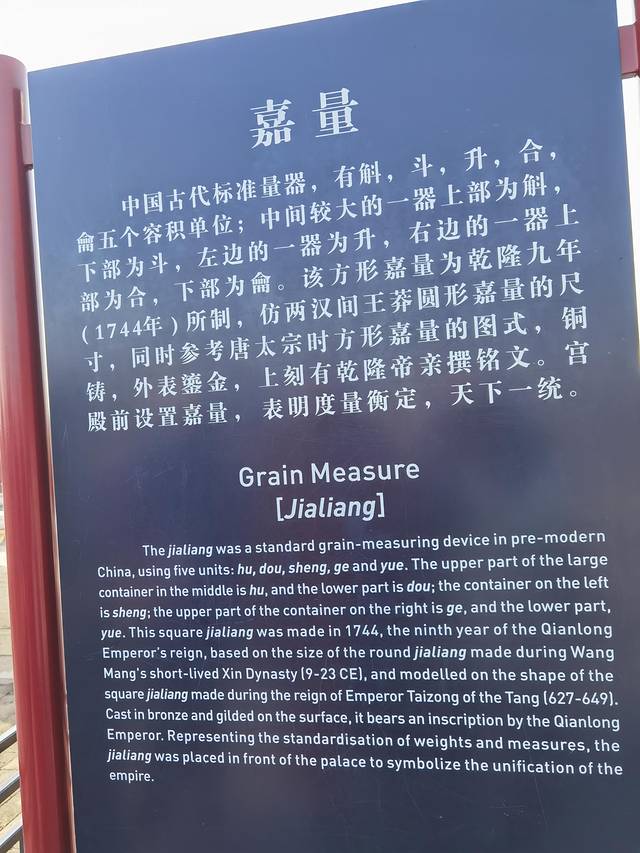 嘉量
中国古代标准量器，有斛，斗，升，合，
龠五个容积单位；中间较大的一器上部为斛，
下部为斗，左边的一器为升，右边的一器上
部为合，下部为龠。该方形嘉量为乾隆九年
(1744年)所制，仿两汉间王莽圆形嘉量的尺
寸，同时参考唐太宗时方形嘉量的图式，铜
铸，外表鎏金，上刻有乾隆帝亲撰铭文。宫
殿前设置嘉量，表明度量衡定，天下一统。
Grain Measure
[Jialiang]
The jialiang was a standard grain-measuring device in pre-modern
China, using five units: hu, dou, sheng, ge and yue. The upper part of the large
container in the middle is hu, and the lower part is dou; the container on the left
is sheng; the upper part of the container on the right is ge, and the lower part,
yue. This square jialiang was made in 1744, the ninth year of the Qianlong
Emperor's reign, based on the size of the round jialiang made during Wang
Mang's short-lived Xin Dynasty (9-23 CE), and modelled on the shape of the
square jialiang made during the reign of Emperor Taizong of the Tang (627-649).
Cast in bronze and gilded on the surface, it bears an inscription by the Qianlong
Emperor. Representing the standardisation of weights and measures, the
jialiang was placed in front of the palace to symbolize the unification of the
empire.